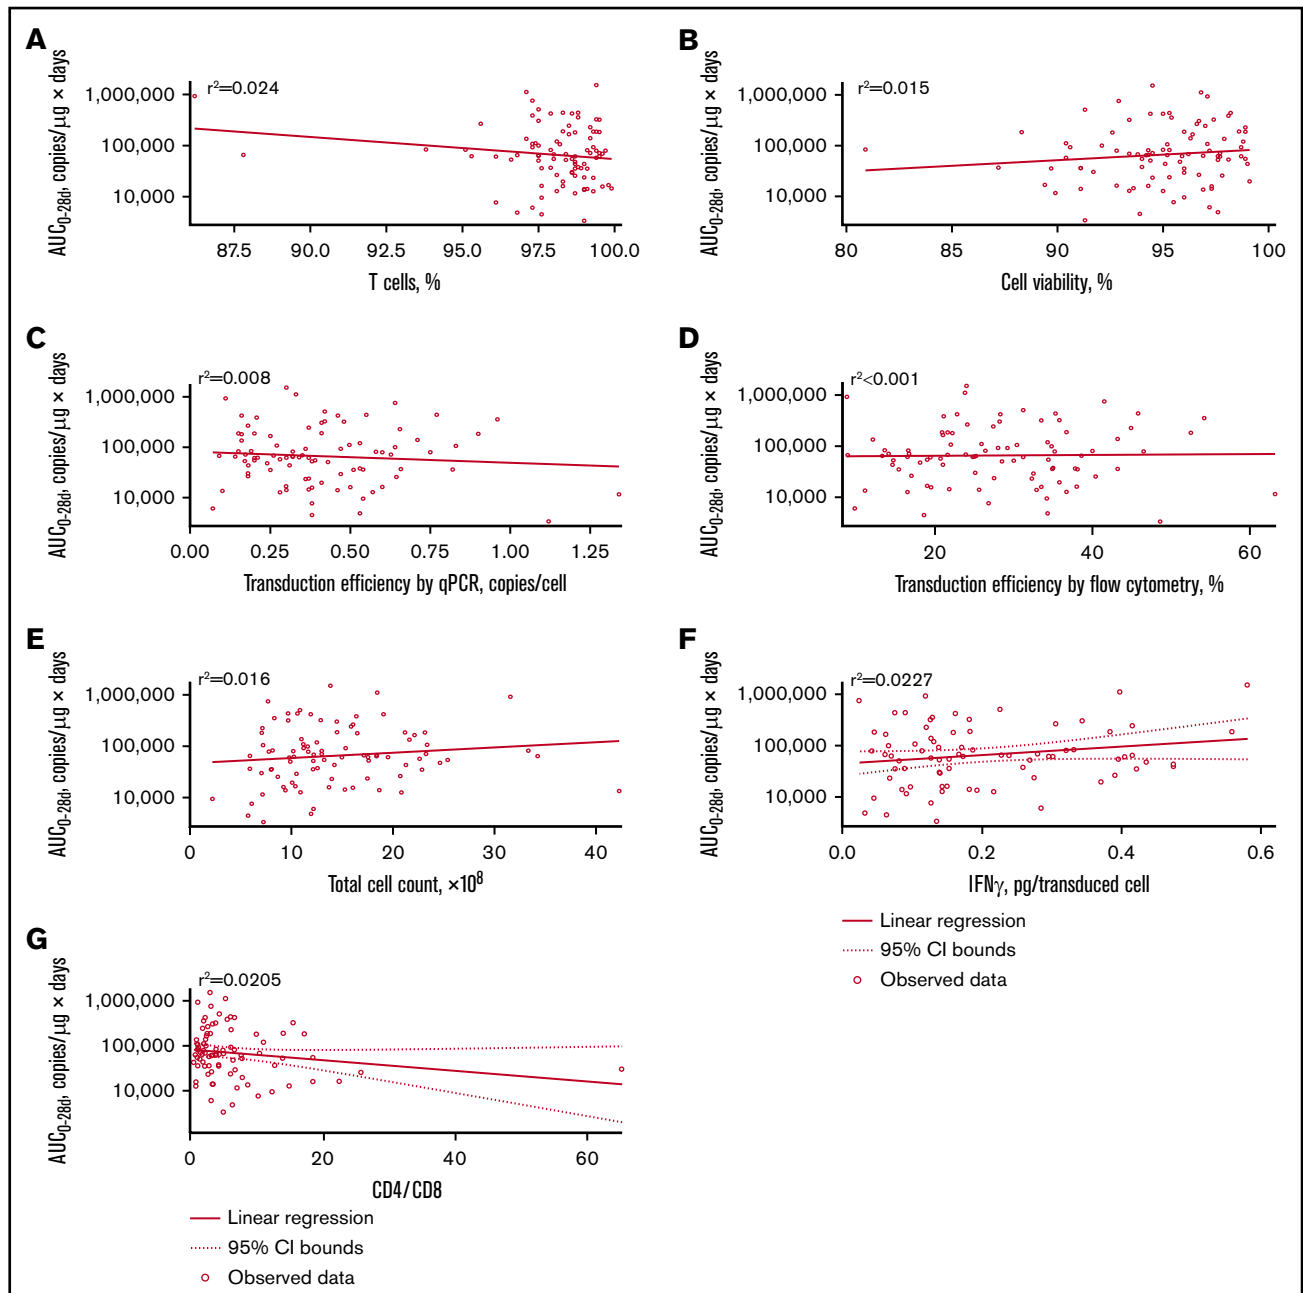 A
AUC0-28d, copies/μg × days
r²=0.024
1,000,000
100,000
10,000
87.5 90.0 92.5 95.0 97.5 100.0
T cells, %
B
AUC0-28d, copies/μg × days
r²=0.015
1,000,000
100,000
10,000
80 85 90 95 100
Cell viability, %
C
AUC0-28d, copies/μg × days
r²=0.008
1,000,000
100,000
10,000
0.00 0.25 0.50 0.75 1.00 1.25
Transduction efficiency by qPCR, copies/cell
D
AUC0-28d, copies/μg × days
r²<0.001
1,000,000
100,000
10,000
20 40 60
Transduction efficiency by flow cytometry, %
E
AUC0-28d, copies/μg × days
r²=0.016
1,000,000
100,000
10,000
0 10 20 30 40
Total cell count, ×10⁸
F
AUC0-28d, copies/μg × days
r²=0.0227
1,000,000
100,000
10,000
0.0 0.2 0.4 0.6
IFNγ, pg/transduced cell
Linear regression
95% CI bounds
Observed data
G
AUC0-28d, copies/μg × days
r²=0.0205
1,000,000
100,000
10,000
0 20 40 60
CD4/CD8
Linear regression
95% CI bounds
Observed data